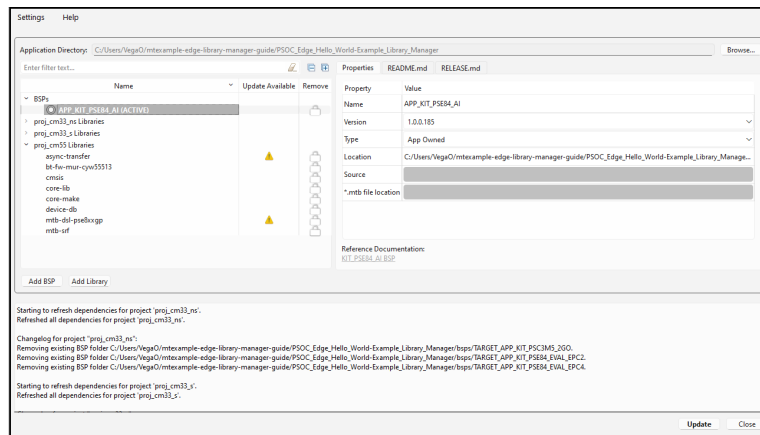 Settings Help
Application Directory: C:/Users/VegaO/mtexample-edge-library-manager-guide/PSOC_Edge_Hello_World-Example_Library_Manager Browse...
Enter filter text...
Properties README.md RELEASE.md
Name Update Available Remove
Property Value
BSPs
APP_KIT_PSE84_AI (ACTIVE)
Name APP_KIT_PSE84_AI
proj_cm33_ns Libraries
Version 1.0.0.185
proj_cm33_s Libraries
proj_cm55 Libraries
Type App Owned
async-transfer
Location C:/Users/VegaO/mtexample-edge-library-manager-guide/PSOC_Edge_Hello_World-Example_Library_Manage...
bt-fw-mur-cyw55513
cmsis
Source
core-lib
core-make
*.mtb file location
device-db
mtb-dsl-pse8xxgp
mtb-srf
Reference Documentation:
KIT_PSE84_AI BSP
Add BSP Add Library
Starting to refresh dependencies for project 'proj_cm33_ns'.
Refreshed all dependencies for project 'proj_cm33_ns'.
Changelog for project "proj_cm33_ns":
Removing existing BSP folder C:/Users/VegaO/mtexample-edge-library-manager-guide/PSOC_Edge_Hello_World-Example_Library_Manager/bsps/TARGET_APP_KIT_PSC3M5_2GO.
Removing existing BSP folder C:/Users/VegaO/mtexample-edge-library-manager-guide/PSOC_Edge_Hello_World-Example_Library_Manager/bsps/TARGET_APP_KIT_PSE84_EVAL_EPC2.
Removing existing BSP folder C:/Users/VegaO/mtexample-edge-library-manager-guide/PSOC_Edge_Hello_World-Example_Library_Manager/bsps/TARGET_APP_KIT_PSE84_EVAL_EPC4.
Starting to refresh dependencies for project 'proj_cm33_s'.
Refreshed all dependencies for project 'proj_cm33_s'.
Update Close